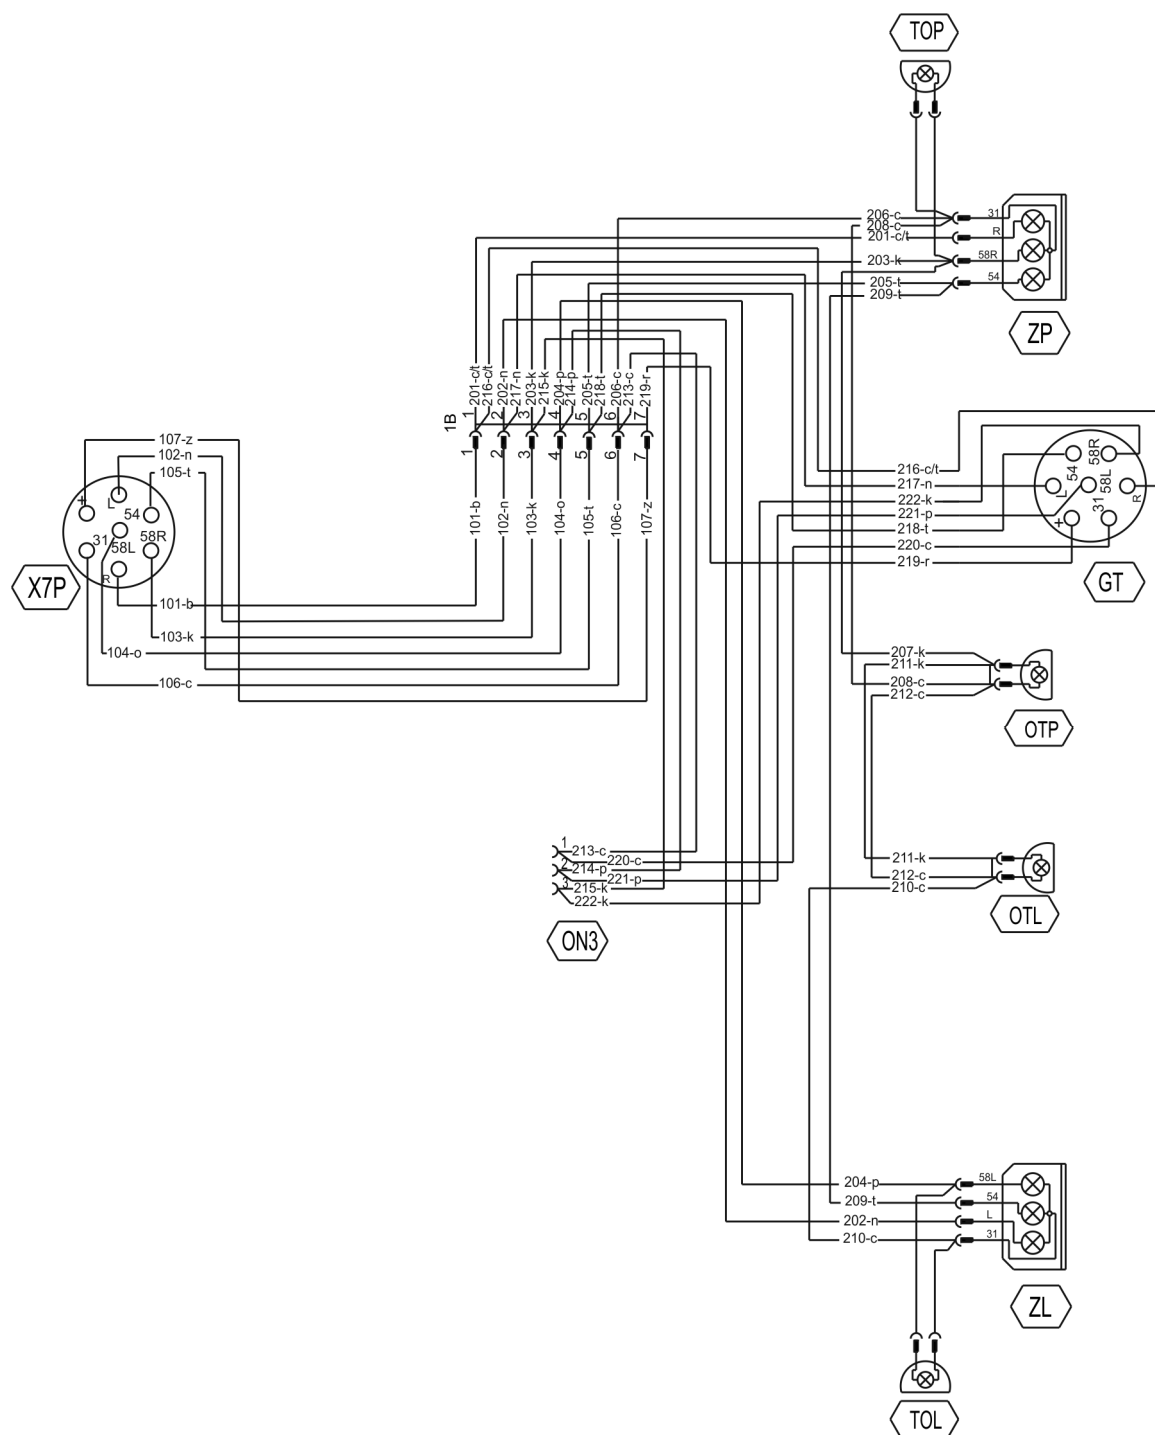 TOP
206-c
31
208-c
201-c/t
R
203-k
58R
205-t
54
209-t
ZP
201-c/t
216-c/t
202-n
217-n
203-k
215-k
204-p
214-p
205-t
218-t
206-c
213-c
219-r
1B
1 2 3 4 5 6 7
1 2 3 4 5 6 7
101-b
102-n
103-k
104-o
105-t
106-c
107-z
107-z
102-n
105-t
+
L
54
31
58L
58R
R
X7P
101-b
103-k
104-o
106-c
216-c/t
217-n
222-k
221-p
218-t
220-c
219-r
54
58R
L
58L
R
+
31
GT
207-k
211-k
208-c
212-c
OTP
211-k
212-c
210-c
OTL
1
213-c
220-c
2
214-p
221-p
3
215-k
222-k
ON3
204-p
58L
209-t
54
202-n
L
210-c
31
ZL
TOL